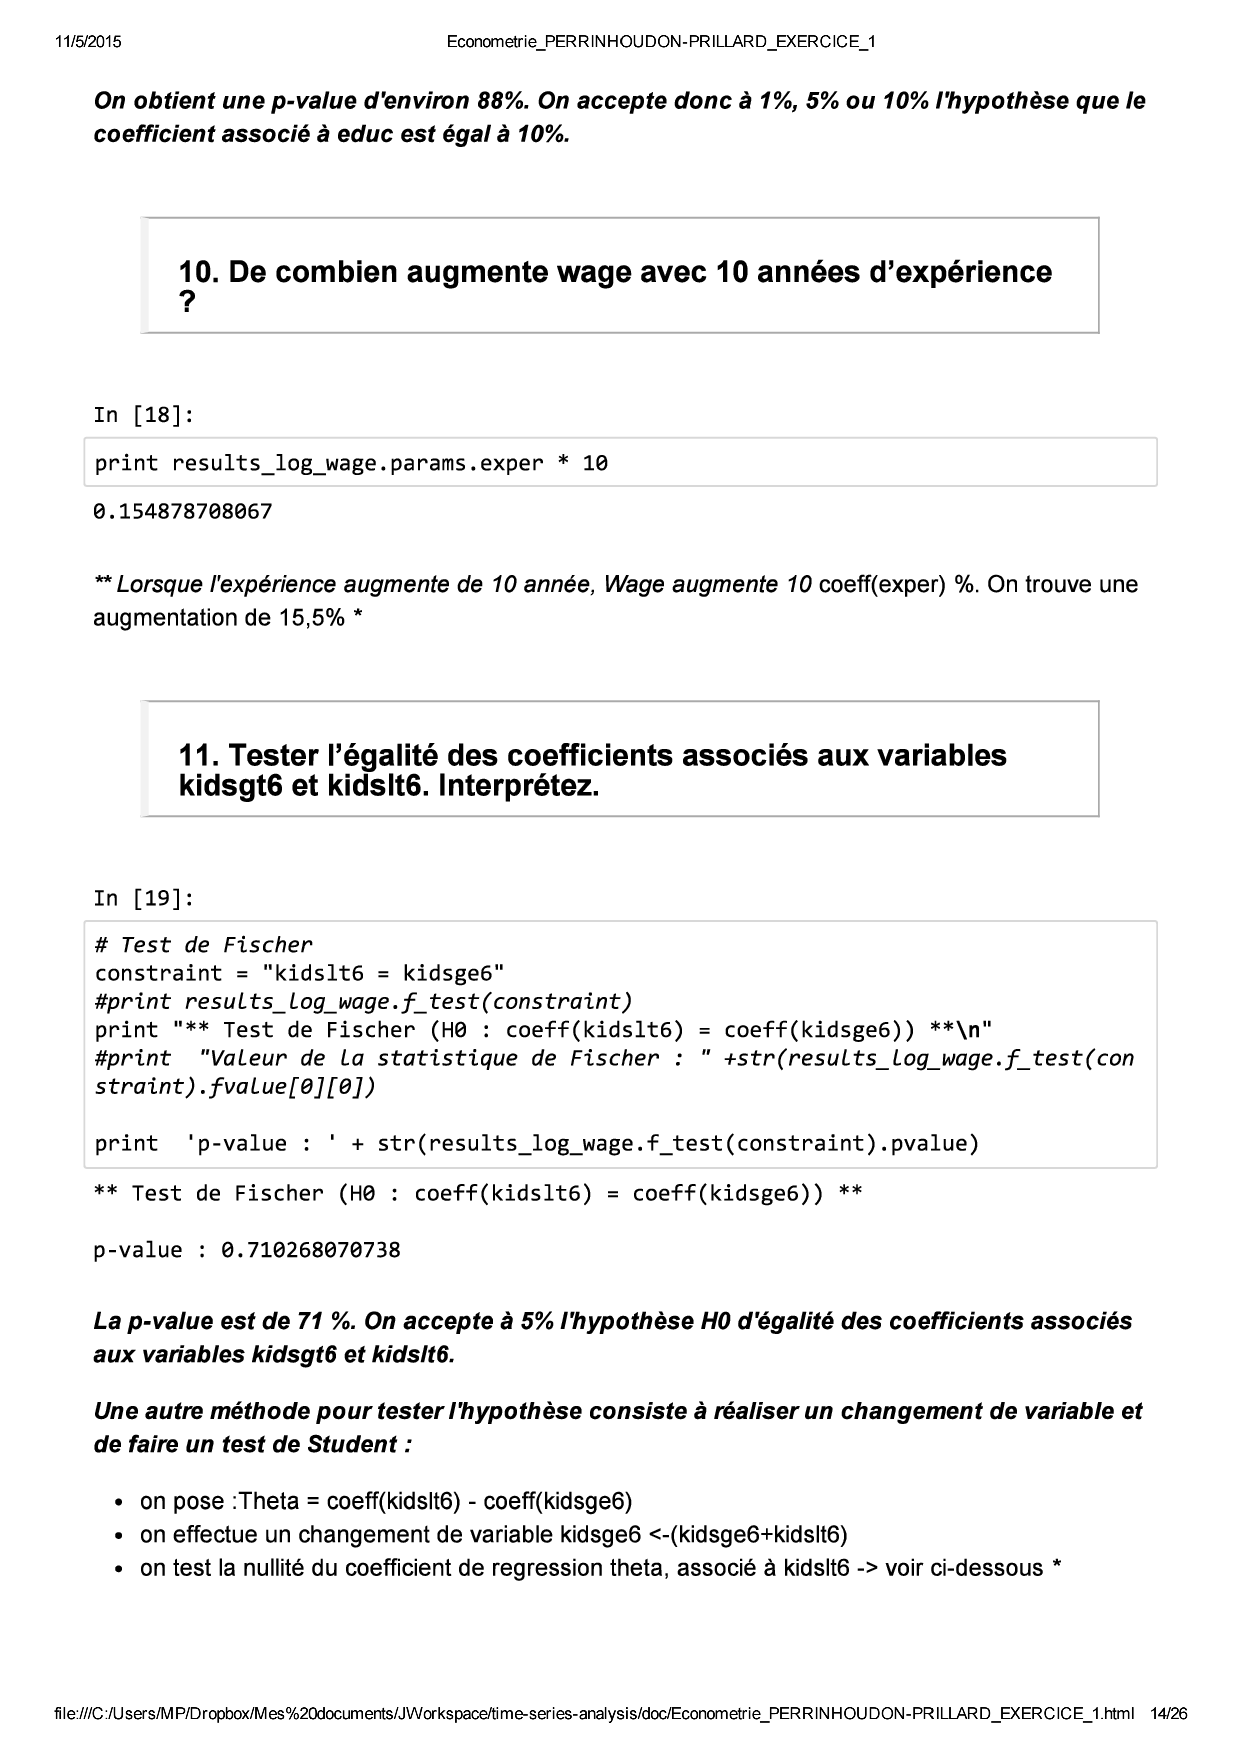 11/5/2015 Econometrie_PERRINHOUDON-PRILLARD_EXERCICE_1
On obtient une p-value d'environ 88%. On accepte donc à 1%, 5% ou 10% l'hypothèse que le
coefficient associé à educ est égal à 10%.
10. De combien augmente wage avec 10 années d’expérience
?
In [18]:
print results_log_wage.params.exper * 10
0.154878708067
** Lorsque l'expérience augmente de 10 année, Wage augmente 10 coeff(exper) %. On trouve une
augmentation de 15,5% *
11. Tester l’égalité des coefficients associés aux variables
kidsgt6 et kidslt6. Interprétez.
In [19]:
# Test de Fischer
constraint = "kidslt6 = kidsge6"
#print results_log_wage.f_test(constraint)
print "** Test de Fischer (H0 : coeff(kidslt6) = coeff(kidsge6)) **\n"
#print  "Valeur de la statistique de Fischer : " +str(results_log_wage.f_test(con
straint).fvalue[0][0])
print  'p-value : ' + str(results_log_wage.f_test(constraint).pvalue)
** Test de Fischer (H0 : coeff(kidslt6) = coeff(kidsge6)) **
p-value : 0.710268070738
La p-value est de 71 %. On accepte à 5% l'hypothèse H0 d'égalité des coefficients associés
aux variables kidsgt6 et kidslt6.
Une autre méthode pour tester l'hypothèse consiste à réaliser un changement de variable et
de faire un test de Student :
• on pose :Theta = coeff(kidslt6) - coeff(kidsge6)
• on effectue un changement de variable kidsge6 <-(kidsge6+kidslt6)
• on test la nullité du coefficient de regression theta, associé à kidslt6 -> voir ci-dessous *
file:///C:/Users/MP/Dropbox/Mes%20documents/JWorkspace/time-series-analysis/doc/Econometrie_PERRINHOUDON-PRILLARD_EXERCICE_1.html 14/26